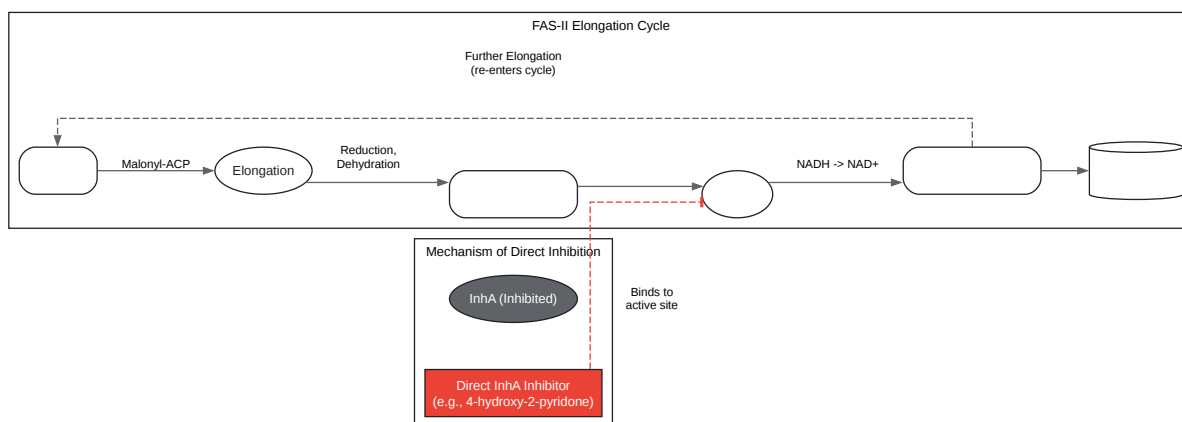 FAS-II Elongation Cycle
Further Elongation
(re-enters cycle)
Malonyl-ACP
Elongation
Reduction,
Dehydration
NADH -> NAD+
Mechanism of Direct Inhibition
InhA (Inhibited)
Binds to
active site
Direct InhA Inhibitor
(e.g., 4-hydroxy-2-pyridone)